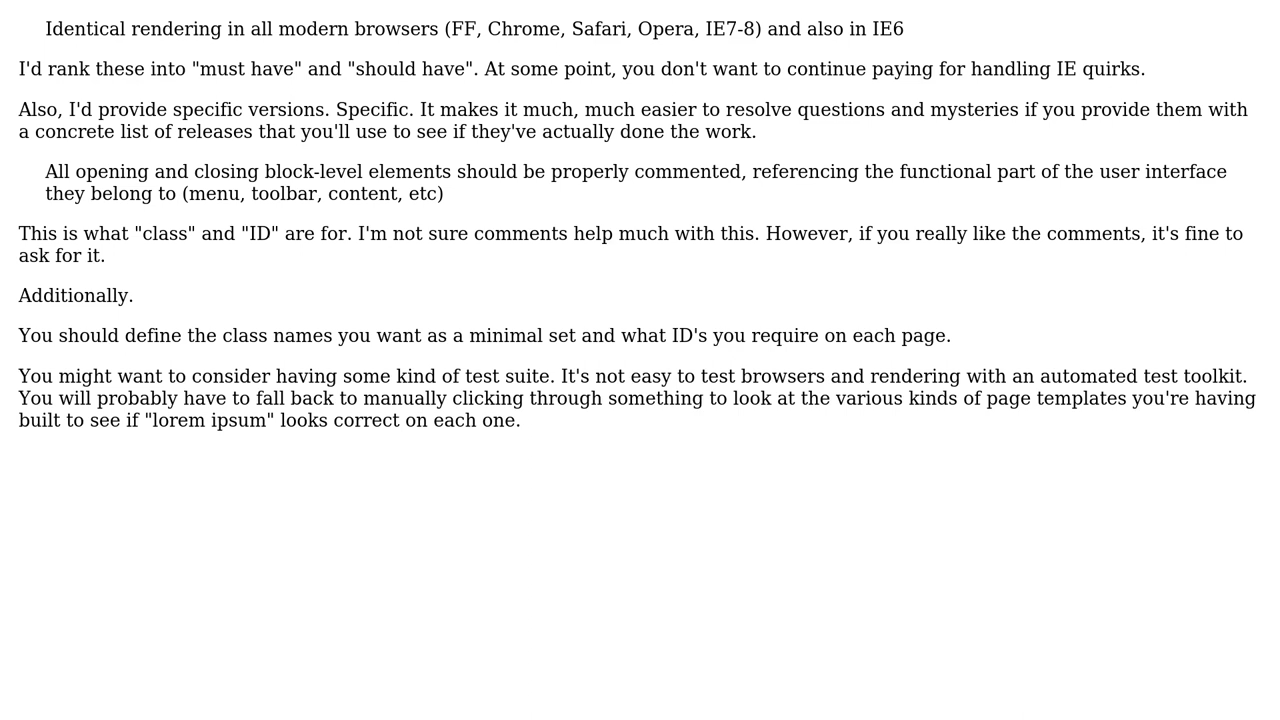 Identical rendering in all modern browsers (FF, Chrome, Safari, Opera, IE7-8) and also in IE6
I'd rank these into "must have" and "should have". At some point, you don't want to continue paying for handling IE quirks.
Also, I'd provide specific versions. Specific. It makes it much, much easier to resolve questions and mysteries if you provide them with
a concrete list of releases that you'll use to see if they've actually done the work.
All opening and closing block-level elements should be properly commented, referencing the functional part of the user interface
they belong to (menu, toolbar, content, etc)
This is what "class" and "ID" are for. I'm not sure comments help much with this. However, if you really like the comments, it's fine to
ask for it.
Additionally.
You should define the class names you want as a minimal set and what ID's you require on each page.
You might want to consider having some kind of test suite. It's not easy to test browsers and rendering with an automated test toolkit.
You will probably have to fall back to manually clicking through something to look at the various kinds of page templates you're having
built to see if "lorem ipsum" looks correct on each one.